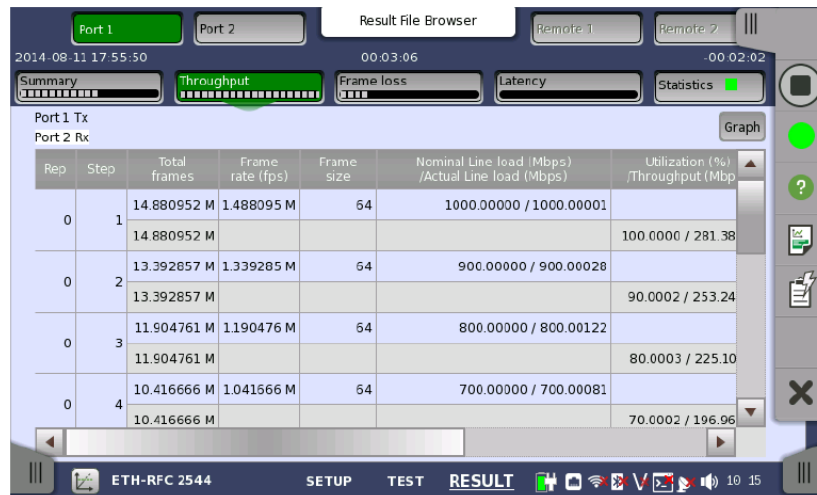 Port 1 Port 2 Result File Browser Remote 1 Remote 2
2014-08-11 17:55:50 00:03:06 -00:02:02
Summary Throughput Frame loss Latency Statistics
Port 1 Tx
Port 2 Rx
Graph
Rep Step Total frames Frame rate (fps) Frame size Nominal Line load (Mbps) /Actual Line load (Mbps) Utilization (%) /Throughput (Mbp
0 1 14.880952 M 1.488095 M 64 1000.00000 / 1000.00001
14.880952 M 100.0000 / 281.38
0 2 13.392857 M 1.339285 M 64 900.00000 / 900.00028
13.392857 M 90.0002 / 253.24
0 3 11.904761 M 1.190476 M 64 800.00000 / 800.00122
11.904761 M 80.0003 / 225.10
0 4 10.416666 M 1.041666 M 64 700.00000 / 700.00081
10.416666 M 70.0002 / 196.96
ETH-RFC 2544 SETUP TEST RESULT 10 15